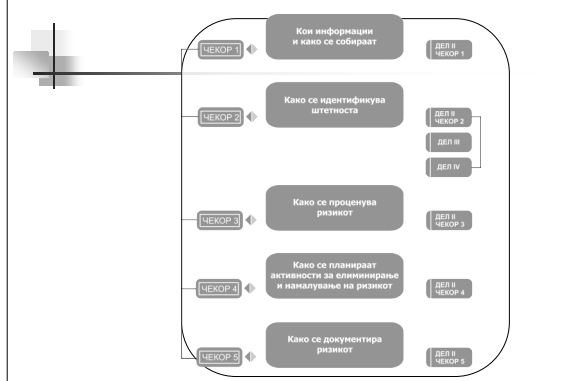 Кои информации
и како се собираат
ЧЕКОР 1
ДЕЛ II
ЧЕКОР 1
Како се идентификува
штетноста
ЧЕКОР 2
ДЕЛ II
ЧЕКОР 2
ДЕЛ III
ДЕЛ IV
Како се проценува
ризикот
ЧЕКОР 3
ДЕЛ II
ЧЕКОР 3
Како се планираат
активности за елиминирање
и намалување на ризикот
ЧЕКОР 4
ДЕЛ II
ЧЕКОР 4
Како се документира
ризикот
ЧЕКОР 5
ДЕЛ II
ЧЕКОР 5